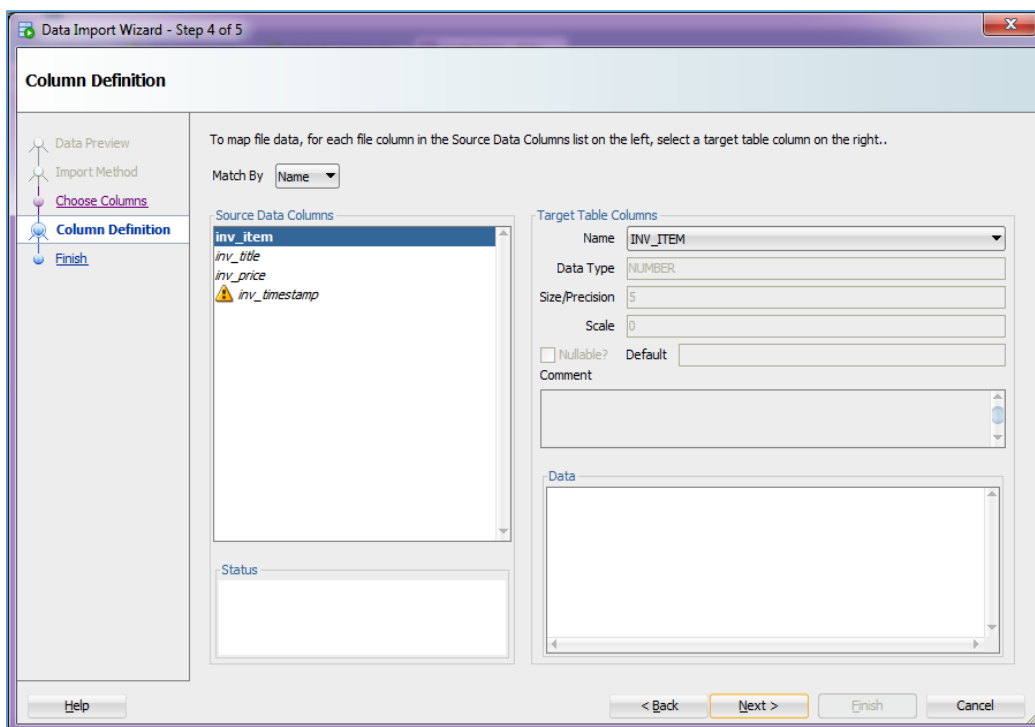 Data Import Wizard - Step 4 of 5
Column Definition
Data Preview
Import Method
Choose Columns
Column Definition
Finish
To map file data, for each file column in the Source Data Columns list on the left, select a target table column on the right..
Match By Name
Source Data Columns
inv_item
inv_title
inv_price
inv_timestamp
Status
Target Table Columns
Name INV_ITEM
Data Type NUMBER
Size/Precision 5
Scale 0
Nullable? Default
Comment
Data
Help
< Back
Next >
Finish
Cancel